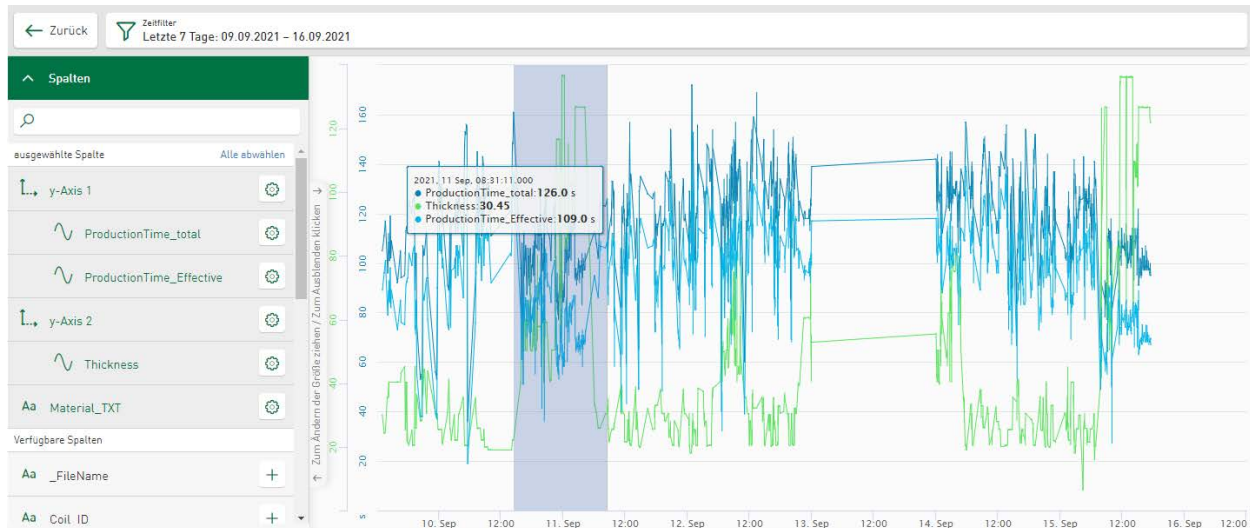 Zurück
Zeitfilter
Letzte 7 Tage: 09.09.2021 – 16.09.2021
Spalten
ausgewählte Spalte Alle abwählen
y-Axis 1
ProductionTime_total
ProductionTime_Effective
y-Axis 2
Thickness
Aa Material_TXT
Verfügbare Spalten
Aa _FileName
Aa Coil_ID
Zum Ändern der Größe ziehen / Zum Ausblenden klicken
120
100
80
60
40
20
160
140
120
100
80
60
40
20
s
2021, 11 Sep, 08:31:11.000
ProductionTime_total:126.0 s
Thickness:30.45
ProductionTime_Effective:109.0 s
10. Sep 12:00 11. Sep 12:00 12. Sep 12:00 13. Sep 12:00 14. Sep 12:00 15. Sep 12:00 16. Sep 12:00